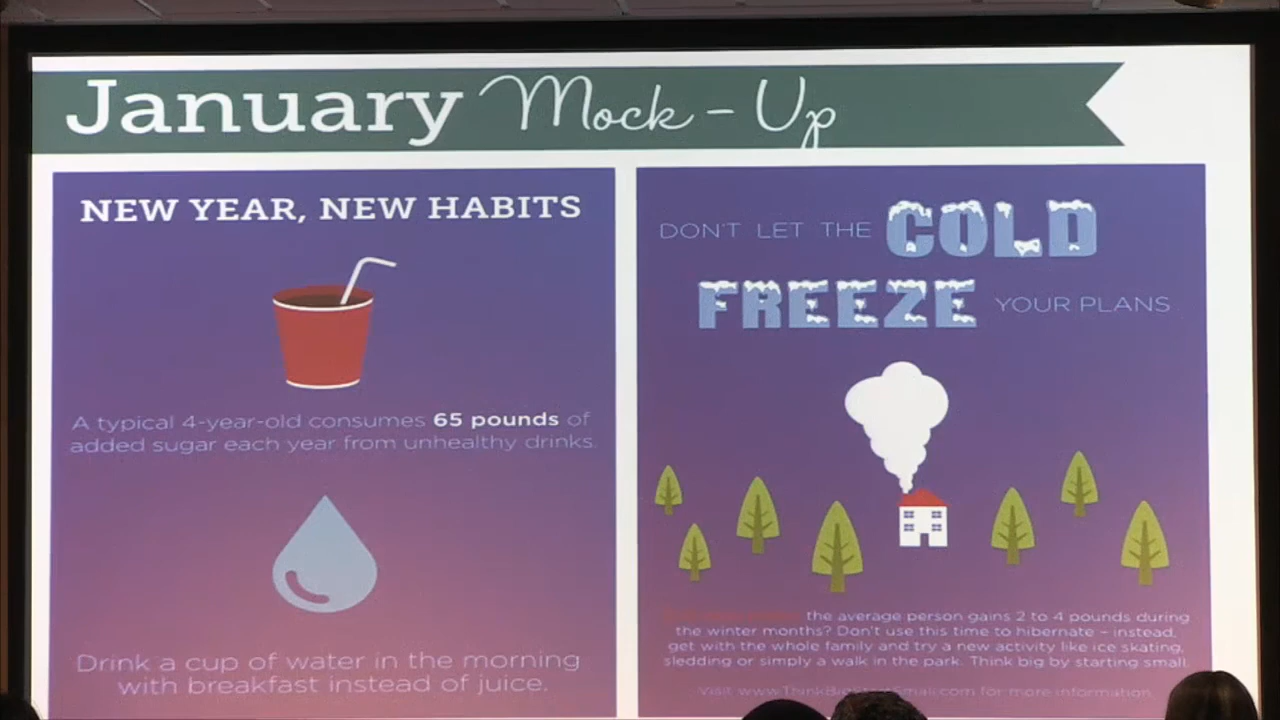 January Mock - Up
NEW YEAR, NEW HABITS
A typical 4-year-old consumes 65 pounds of
added sugar each year from unhealthy drinks.
Drink a cup of water in the morning
with breakfast instead of juice.
DON'T LET THE COLD
FREEZE YOUR PLANS
the average person gains 2 to 4 pounds during
the winter months? Don't use this time to hibernate – instead,
get with the whole family and try a new activity like ice skating,
sledding or simply a walk in the park. Think big by starting small.
Visit for more information